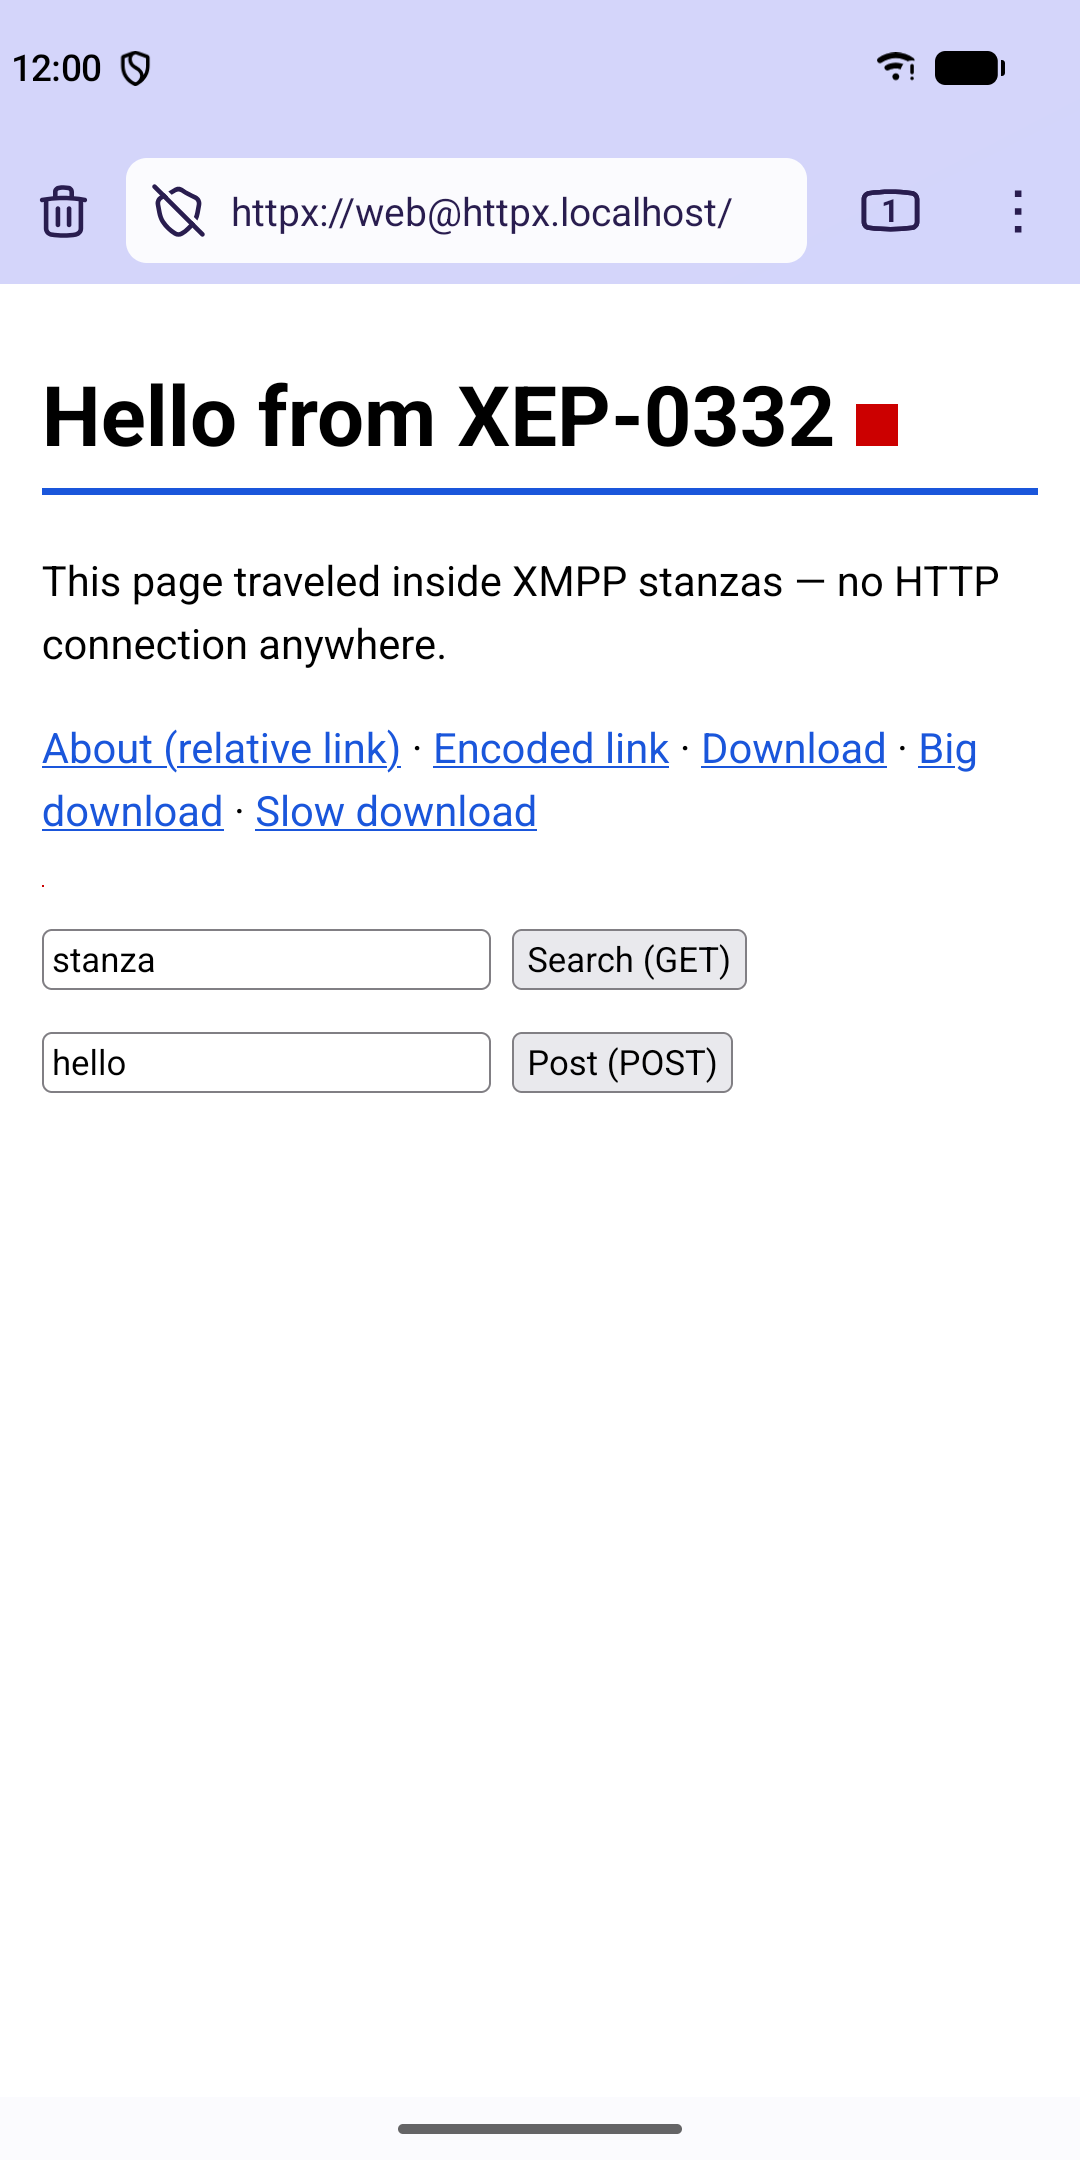 12:00
httpx://web@httpx.localhost/
1
Hello from XEP-0332
This page traveled inside XMPP stanzas — no HTTP
connection anywhere.
About (relative link) · Encoded link · Download · Big
download · Slow download
stanza
Search (GET)
hello
Post (POST)